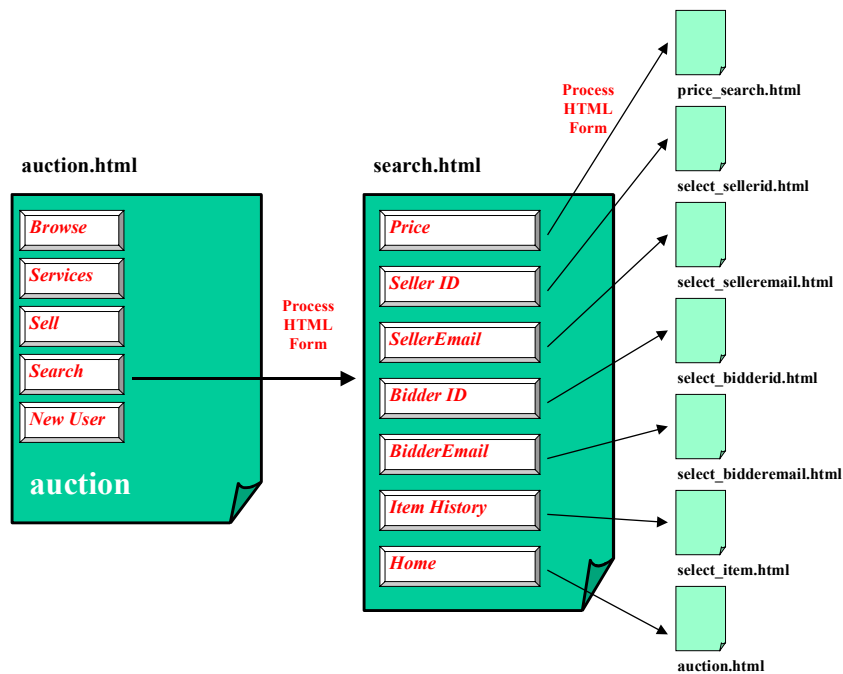 auction.html
Browse
Services
Sell
Search
New User
auction
Process
HTML
Form
search.html
Price
Seller ID
SellerEmail
Bidder ID
BidderEmail
Item History
Home
Process
HTML
Form
price_search.html
select_sellerid.html
select_selleremail.html
select_bidderid.html
select_bidderemail.html
select_item.html
auction.html